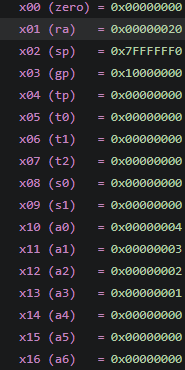 x00 (zero) = 0x00000000
x01 (ra) = 0x00000020
x02 (sp) = 0x7FFFFFF0
x03 (gp) = 0x10000000
x04 (tp) = 0x00000000
x05 (t0) = 0x00000000
x06 (t1) = 0x00000000
x07 (t2) = 0x00000000
x08 (s0) = 0x00000000
x09 (s1) = 0x00000000
x10 (a0) = 0x00000004
x11 (a1) = 0x00000003
x12 (a2) = 0x00000002
x13 (a3) = 0x00000001
x14 (a4) = 0x00000000
x15 (a5) = 0x00000000
x16 (a6) = 0x00000000